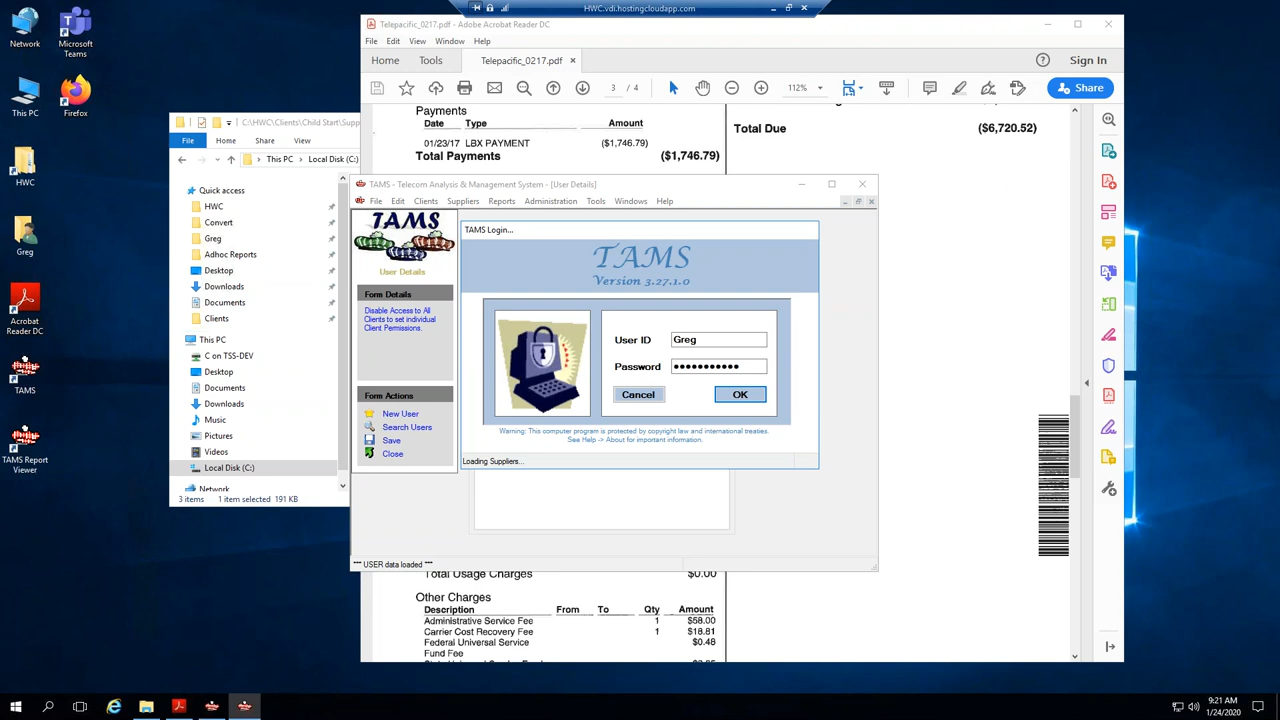 HWC.vdi.hostingcloudapp.com
Network
Microsoft
Teams
This PC
Firefox
HWC
Greg
Acrobat
Reader DC
TAMS
TAMS Report
Viewer
C:\HWC\Clients\Child Start\Supp
File Home Share View
This PC Local Disk (C:)
Quick access
HWC
Convert
Greg
Adhoc Reports
Desktop
Downloads
Documents
Clients
This PC
C on TSS-DEV
Desktop
Documents
Downloads
Music
Pictures
Videos
Local Disk (C:)
Network
3 items 1 item selected 191 KB
Telepacific_0217.pdf - Adobe Acrobat Reader DC
File Edit View Window Help
Home Tools Telepacific_0217.pdf × Sign In
3 / 4 112% Share
Payments
Date Type Amount
01/23/17 LBX PAYMENT ($1,746.79)
Total Payments ($1,746.79)
Total Due ($6,720.52)
TAMS - Telecom Analysis & Management System - [User Details]
File Edit Clients Suppliers Reports Administration Tools Windows Help
TAMS
User Details
Form Details
Disable Access to All
Clients to set individual
Client Permissions.
Form Actions
New User
Search Users
Save
Close
TAMS Login...
TAMS
Version 3.27.1.0
User ID Greg
Password ●●●●●●●●●●●
Cancel OK
Warning: This computer program is protected by copyright law and international treaties.
See Help -> About for important information.
Loading Suppliers...
*** USER data loaded ***
Total Usage Charges $0.00
Other Charges
Description From To Qty Amount
Administrative Service Fee 1 $58.00
Carrier Cost Recovery Fee 1 $18.81
Federal Universal Service $0.48
Fund Fee
9:21 AM
1/24/2020